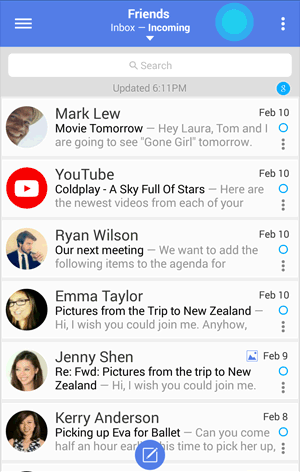 Friends
Inbox — Incoming
Search
Updated 6:11PM
8
Mark Lew Feb 10
Movie Tomorrow — Hey Laura, Tom and I
are going to see "Gone Girl" tomorrow.
YouTube Feb 10
Coldplay - A Sky Full Of Stars — Here are
the newest videos from each of your
Ryan Wilson Feb 10
Our next meeting — We want to add the
following items to the agenda for
Emma Taylor Feb 10
Pictures from the Trip to New Zealand —
Hi, I wish you could join me. Anyhow,
Jenny Shen Feb 9
Re: Fwd: Pictures from the trip to New
Zealand — Hi, I wish you could join me.
Kerry Anderson Feb 8
Picking up Eva for Ballet — Can you come
half an hour this time to pick her up,